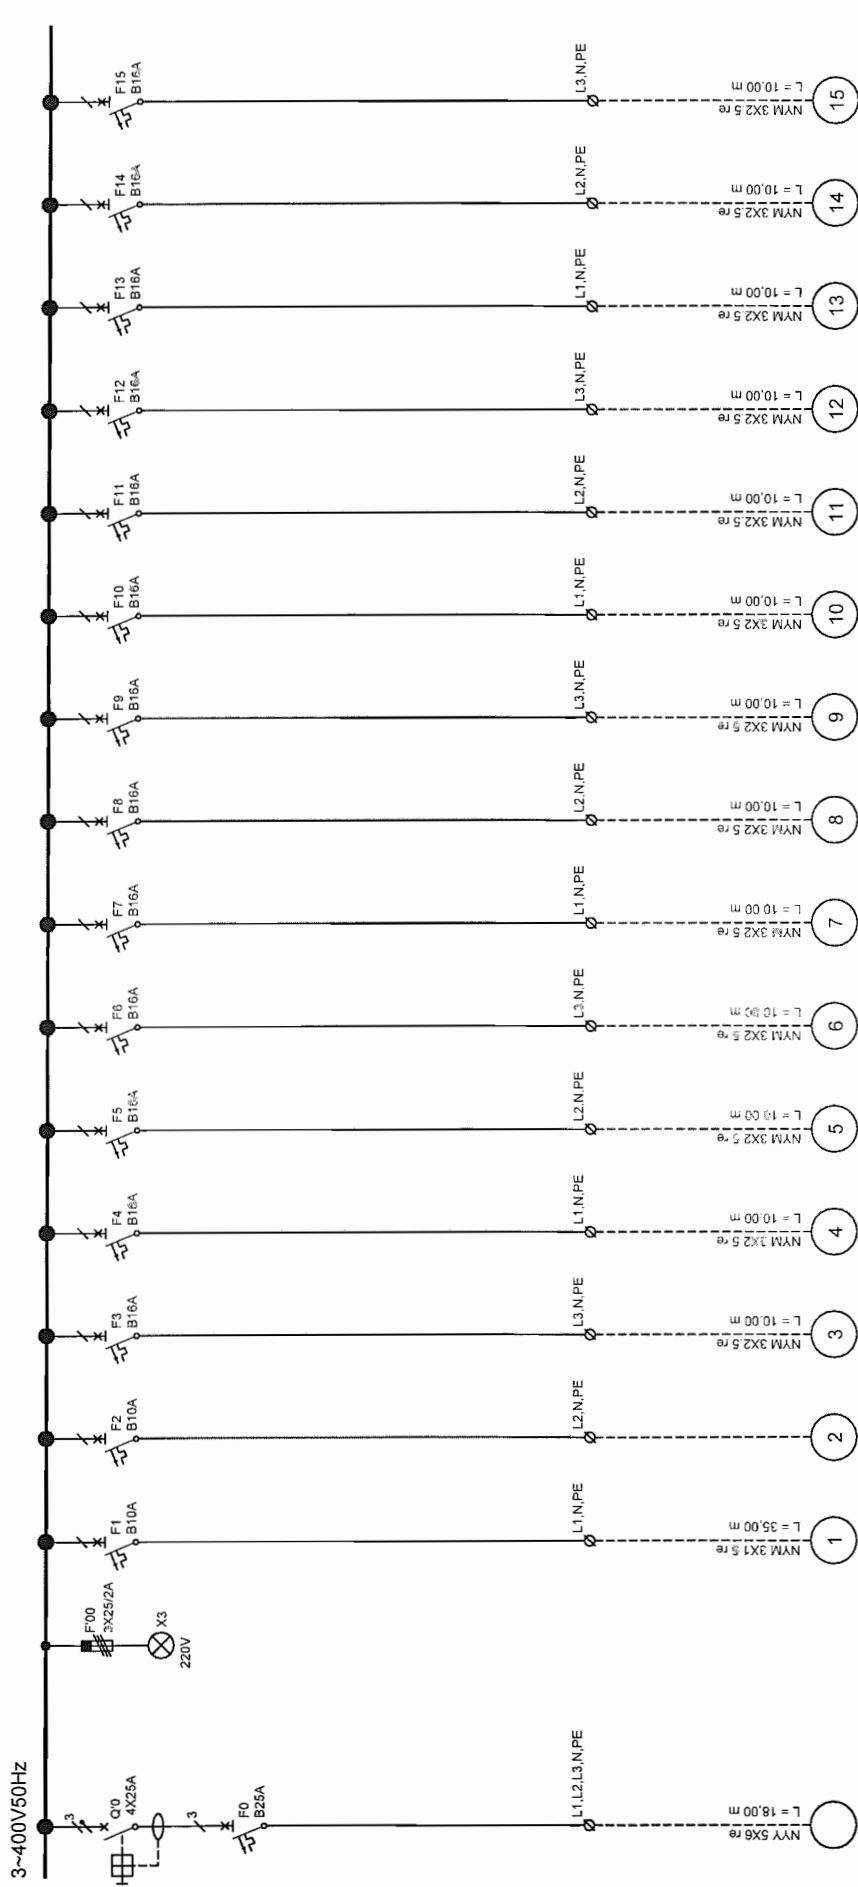 3~400V50Hz
3
Q'0
4X25A
3
F0
B25A
L1,L2,L3,N,PE
NYY 5X6 re
L = 18,00 m
F'00
3X25/2A
X3
220V
F1
B10A
L1,N,PE
NYM 3X1.5 re
L = 35,00 m
1
F2
B10A
L2,N,PE
2
F3
B16A
L3,N,PE
NYM 3X2.5 re
L = 10,00 m
3
F4
B16A
L1,N,PE
NYM 3X2.5 re
L = 10,00 m
4
F5
B16A
L2,N,PE
NYM 3X2.5 re
L = 10,00 m
5
F6
B16A
L3,N,PE
NYM 3X2.5 re
L = 10,00 m
6
F7
B16A
L1,N,PE
NYM 3X2.5 re
L = 10,00 m
7
F8
B16A
L2,N,PE
NYM 3X2.5 re
L = 10,00 m
8
F9
B16A
L3,N,PE
NYM 3X2.5 re
L = 10,00 m
9
F10
B16A
L1,N,PE
NYM 3X2.5 re
L = 10,00 m
10
F11
B16A
L2,N,PE
NYM 3X2.5 re
L = 10,00 m
11
F12
B16A
L3,N,PE
NYM 3X2.5 re
L = 10,00 m
12
F13
B16A
L1,N,PE
NYM 3X2.5 re
L = 10,00 m
13
F14
B16A
L2,N,PE
NYM 3X2.5 re
L = 10,00 m
14
F15
B16A
L3,N,PE
NYM 3X2.5 re
L = 10,00 m
15